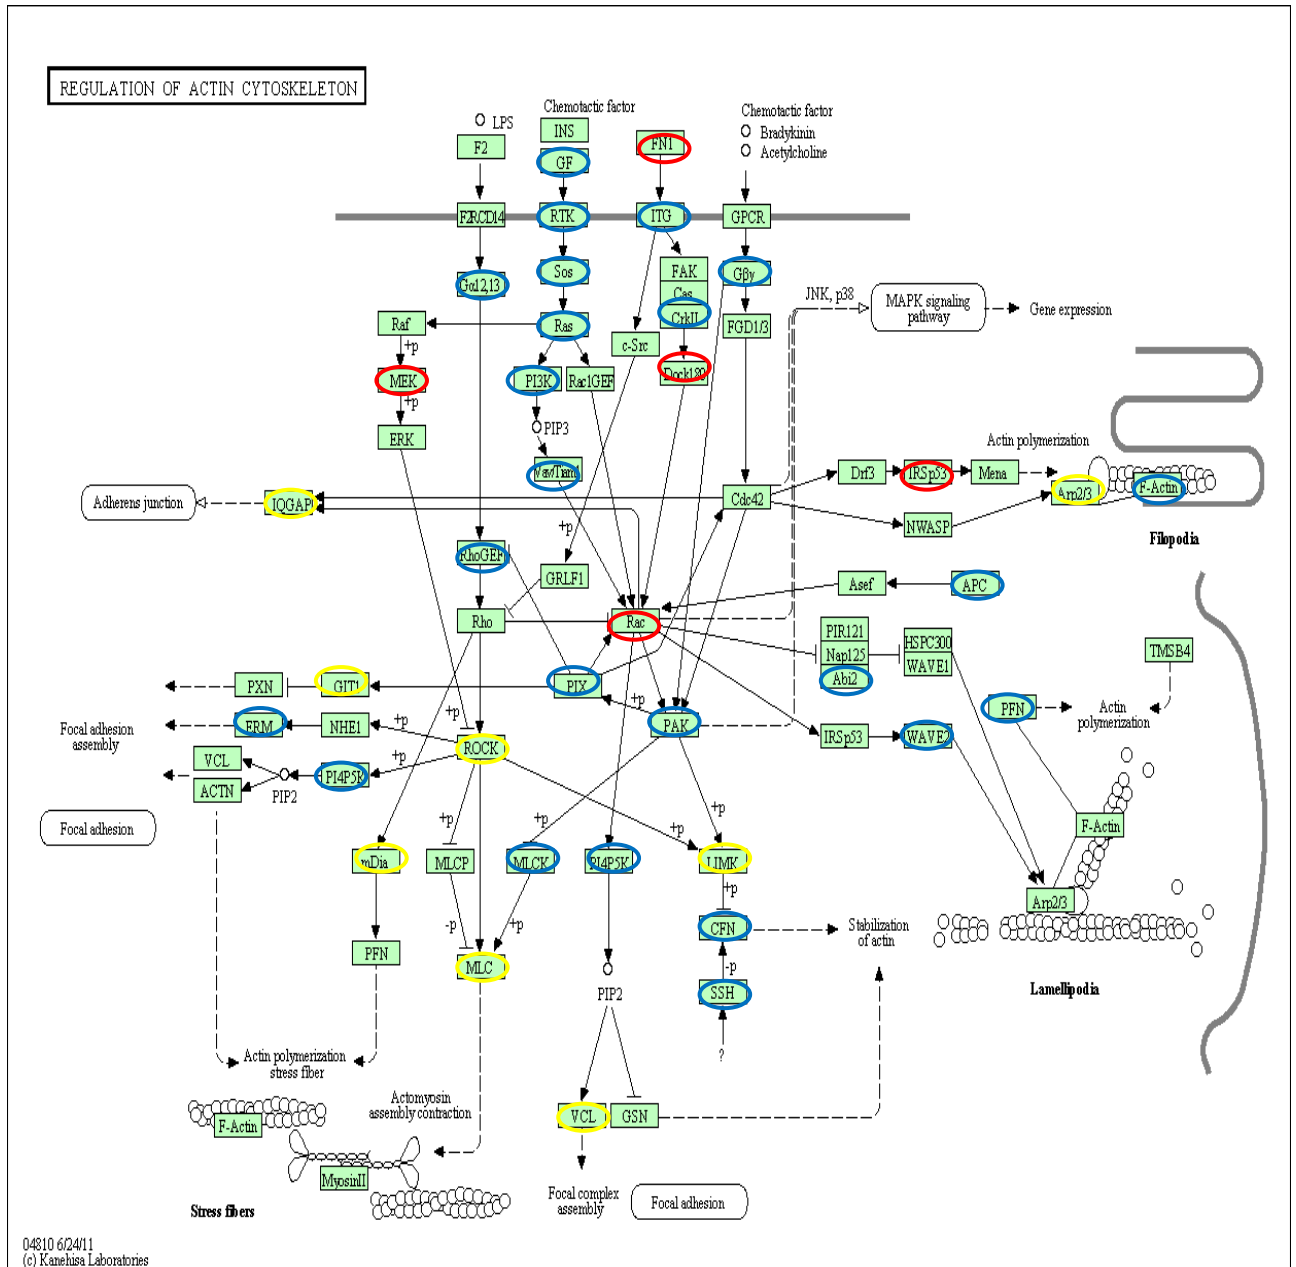 REGULATION OF ACTIN CYTOSKELETON
LPS
F2
Chemotactic factor
INS
GF
FN1
Chemotactic factor
Bradykinin
Acetylcholine
F2R CD14
RTK
ITG
GPCR
Gα12,13
Sos
FAK
Cas
CrkII
Gβγ
JNK, p38
MAPK signaling
pathway
Gene expression
Raf
Ras
c-Src
FGD1/3
+p
MEK
PI3K
Rac1GEF
Dock180
+p
ERK
PIP3
Actin polymerization
Drf3
IRSp53
Mena
Adherens junction
IQGAP
Cdc42
Arp2/3
F-Actin
+p
NWASP
Filopodia
RhoGEF
GRLF1
Asef
APC
Rho
Rac
PIR121
Nap125
Abi2
HSPC300
WAVE1
TMSB4
PXN
GIT1
PIX
+p
PFN
Actin
polymerization
Focal adhesion
assembly
ERM
NHE1
+p
+p
ROCK
PAK
IRSp53
WAVE2
VCL
ACTN
PIP2
PI4P5K
+p
Focal adhesion
+p
+p
+p
+p
F-Actin
mDia
MLCP
MLCK
PI4P5K
LIMK
+p
Arp2/3
-p
+p
CFN
Stabilization
of actin
PFN
MLC
-p
PIP2
SSH
Lamellipodia
?
Actin polymerization
stress fiber
Actomyosin
assembly contraction
F-Actin
VCL
GSN
MyosinII
Stress fibers
Focal complex
assembly
Focal adhesion
04810 6/24/11
(c) Kanehisa Laboratories